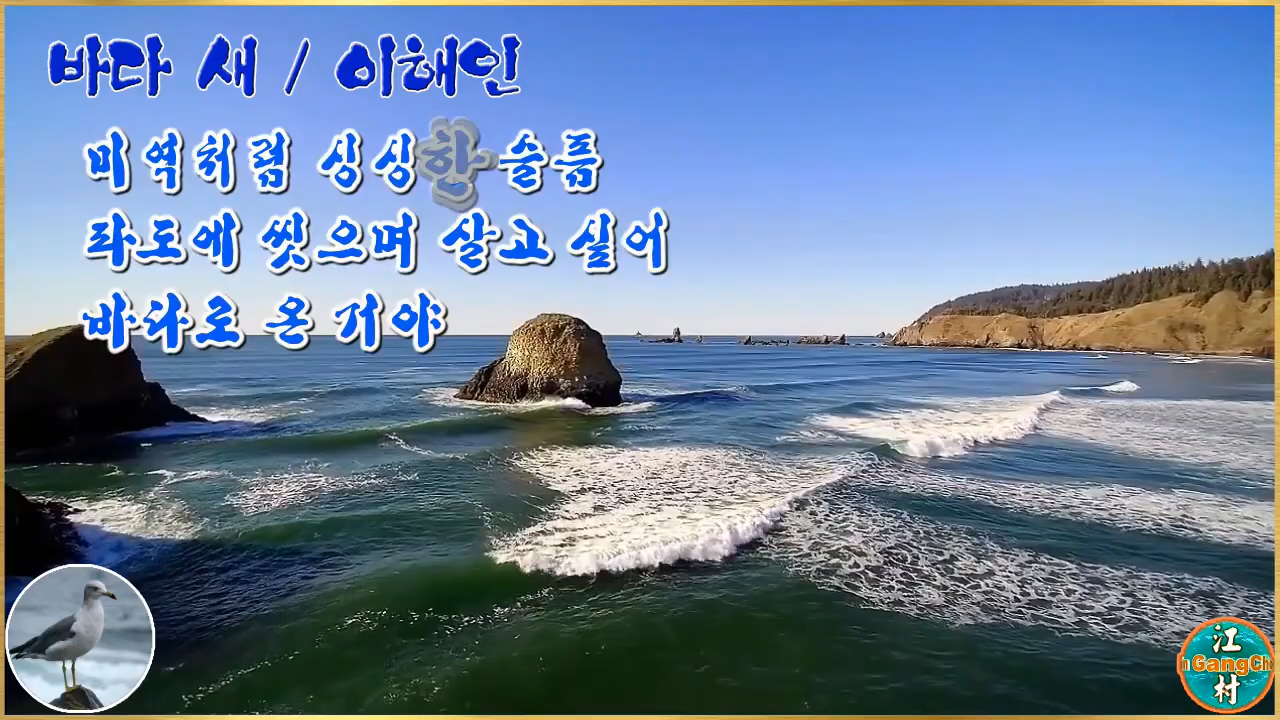 바다 새 / 이해인
미역처럼 싱싱한 슬픔
파도에 씻으며 살고 싶어
바다로 온 거야
江
GangCho
村